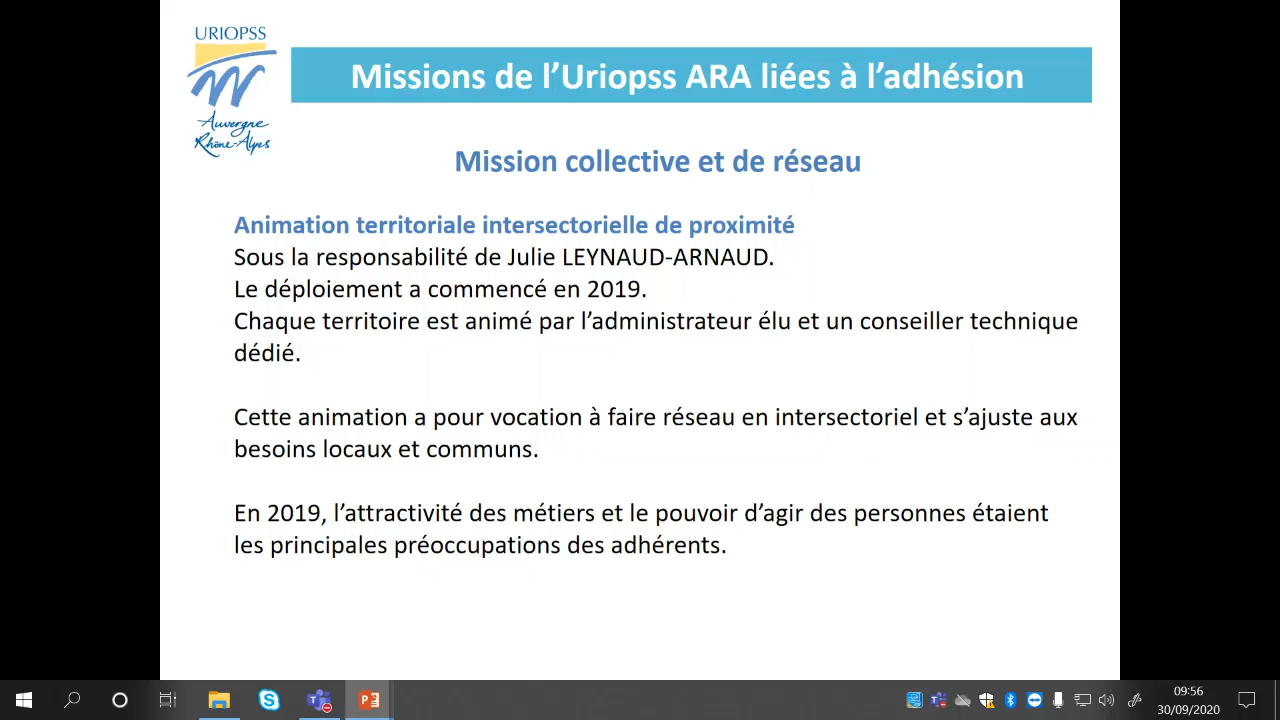 URIOPSS
Auvergne
Rhône-Alpes
Missions de l’Uriopss ARA liées à l’adhésion
Mission collective et de réseau
Animation territoriale intersectorielle de proximité
Sous la responsabilité de Julie LEYNAUD-ARNAUD.
Le déploiement a commencé en 2019.
Chaque territoire est animé par l’administrateur élu et un conseiller technique
dédié.
Cette animation a pour vocation à faire réseau en intersectoriel et s’ajuste aux
besoins locaux et communs.
En 2019, l’attractivité des métiers et le pouvoir d’agir des personnes étaient
les principales préoccupations des adhérents.
09:56
30/09/2020